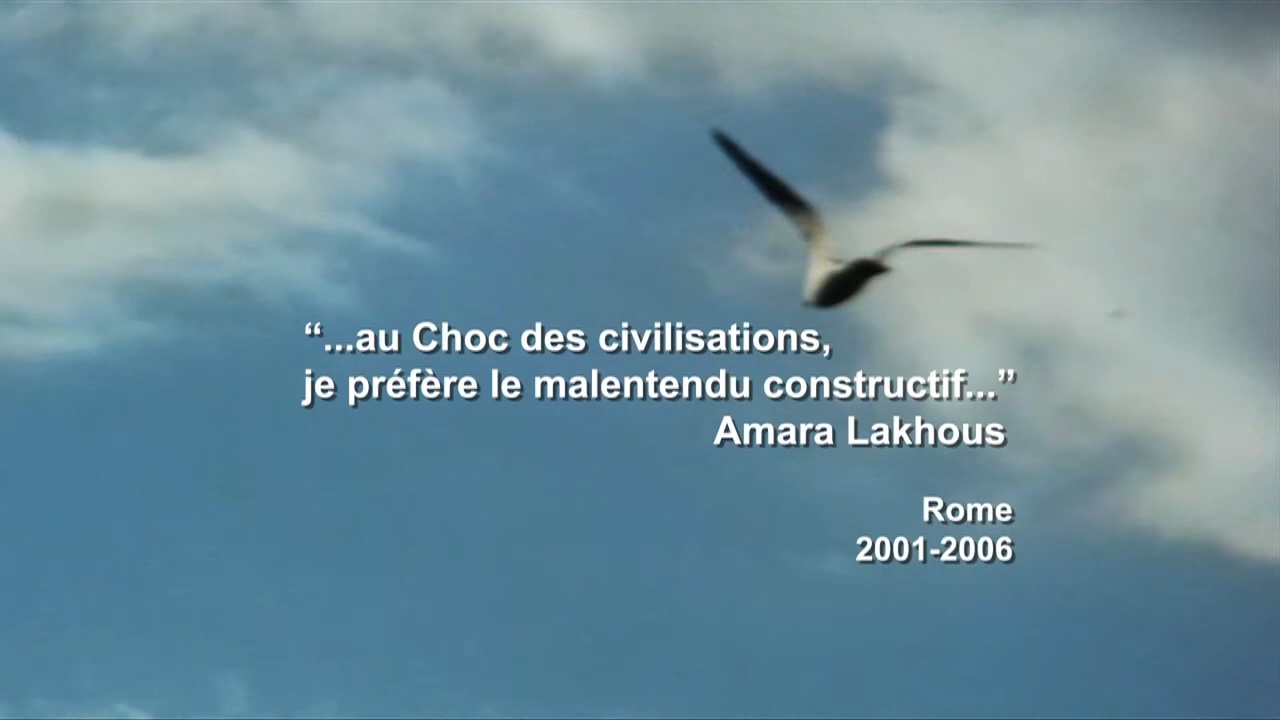 “...au Choc des civilisations,
je préfère le malentendu constructif...”
Amara Lakhous
Rome
2001-2006